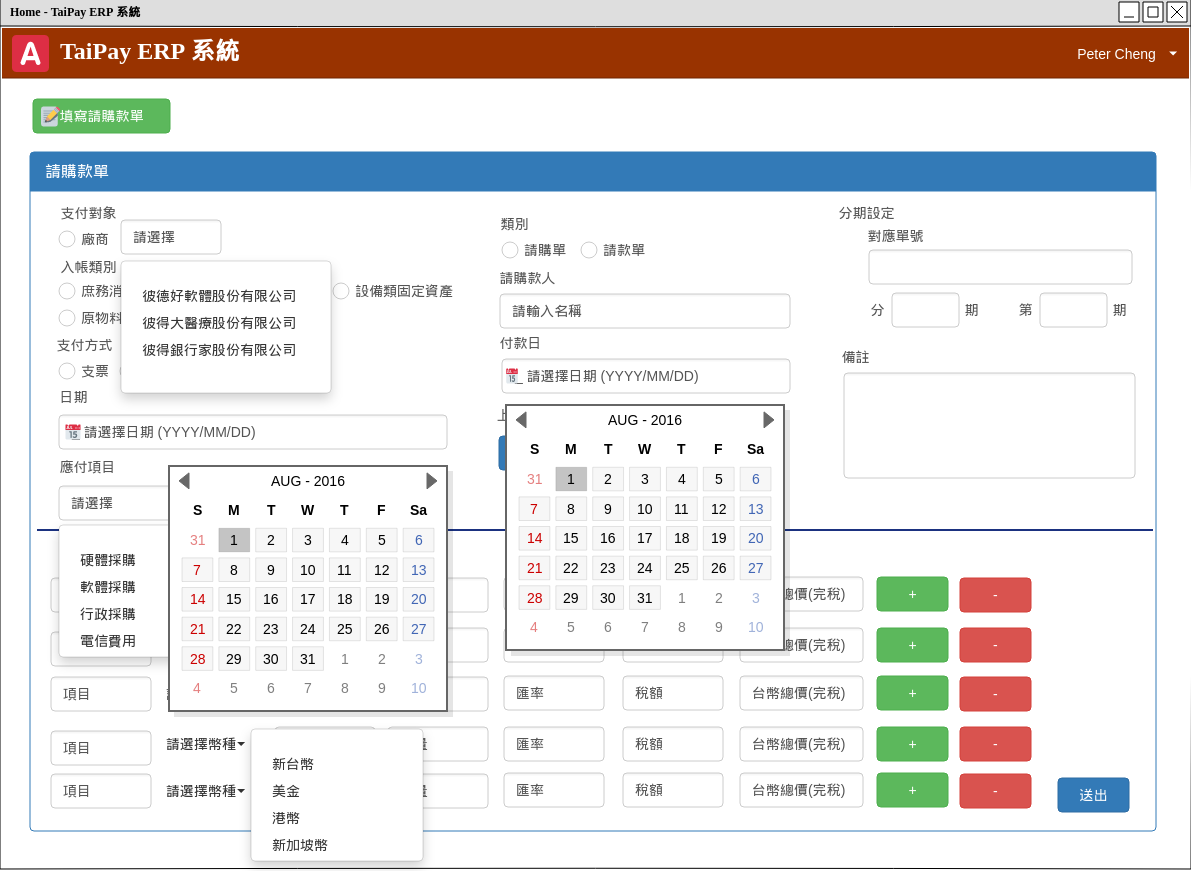 Home - TaiPay ERP 系統
A TaiPay ERP 系統
Peter Cheng
填寫請購款單
請購款單
支付對象
廠商 請選擇
彼德好軟體股份有限公司
彼得大醫療股份有限公司
彼得銀行家股份有限公司
入帳類別
庶務消
設備類固定資產
原物料
支付方式
支票
日期
15 請選擇日期 (YYYY/MM/DD)
應付項目
請選擇
硬體採購
軟體採購
行政採購
電信費用
AUG - 2016
S M T W T F Sa
31 1 2 3 4 5 6
7 8 9 10 11 12 13
14 15 16 17 18 19 20
21 22 23 24 25 26 27
28 29 30 31 1 2 3
4 5 6 7 8 9 10
類別
請購單 請款單
請購款人
請輸入名稱
付款日
15 請選擇日期 (YYYY/MM/DD)
AUG - 2016
S M T W T F Sa
31 1 2 3 4 5 6
7 8 9 10 11 12 13
14 15 16 17 18 19 20
21 22 23 24 25 26 27
28 29 30 31 1 2 3
4 5 6 7 8 9 10
分期設定
對應單號
分 期 第 期
備註
總價(完稅) + -
總價(完稅) + -
項目 匯率 稅額 台幣總價(完稅) + -
項目 請選擇幣種 匯率 稅額 台幣總價(完稅) + -
項目 請選擇幣種 匯率 稅額 台幣總價(完稅) + -
新台幣
美金
港幣
新加坡幣
送出